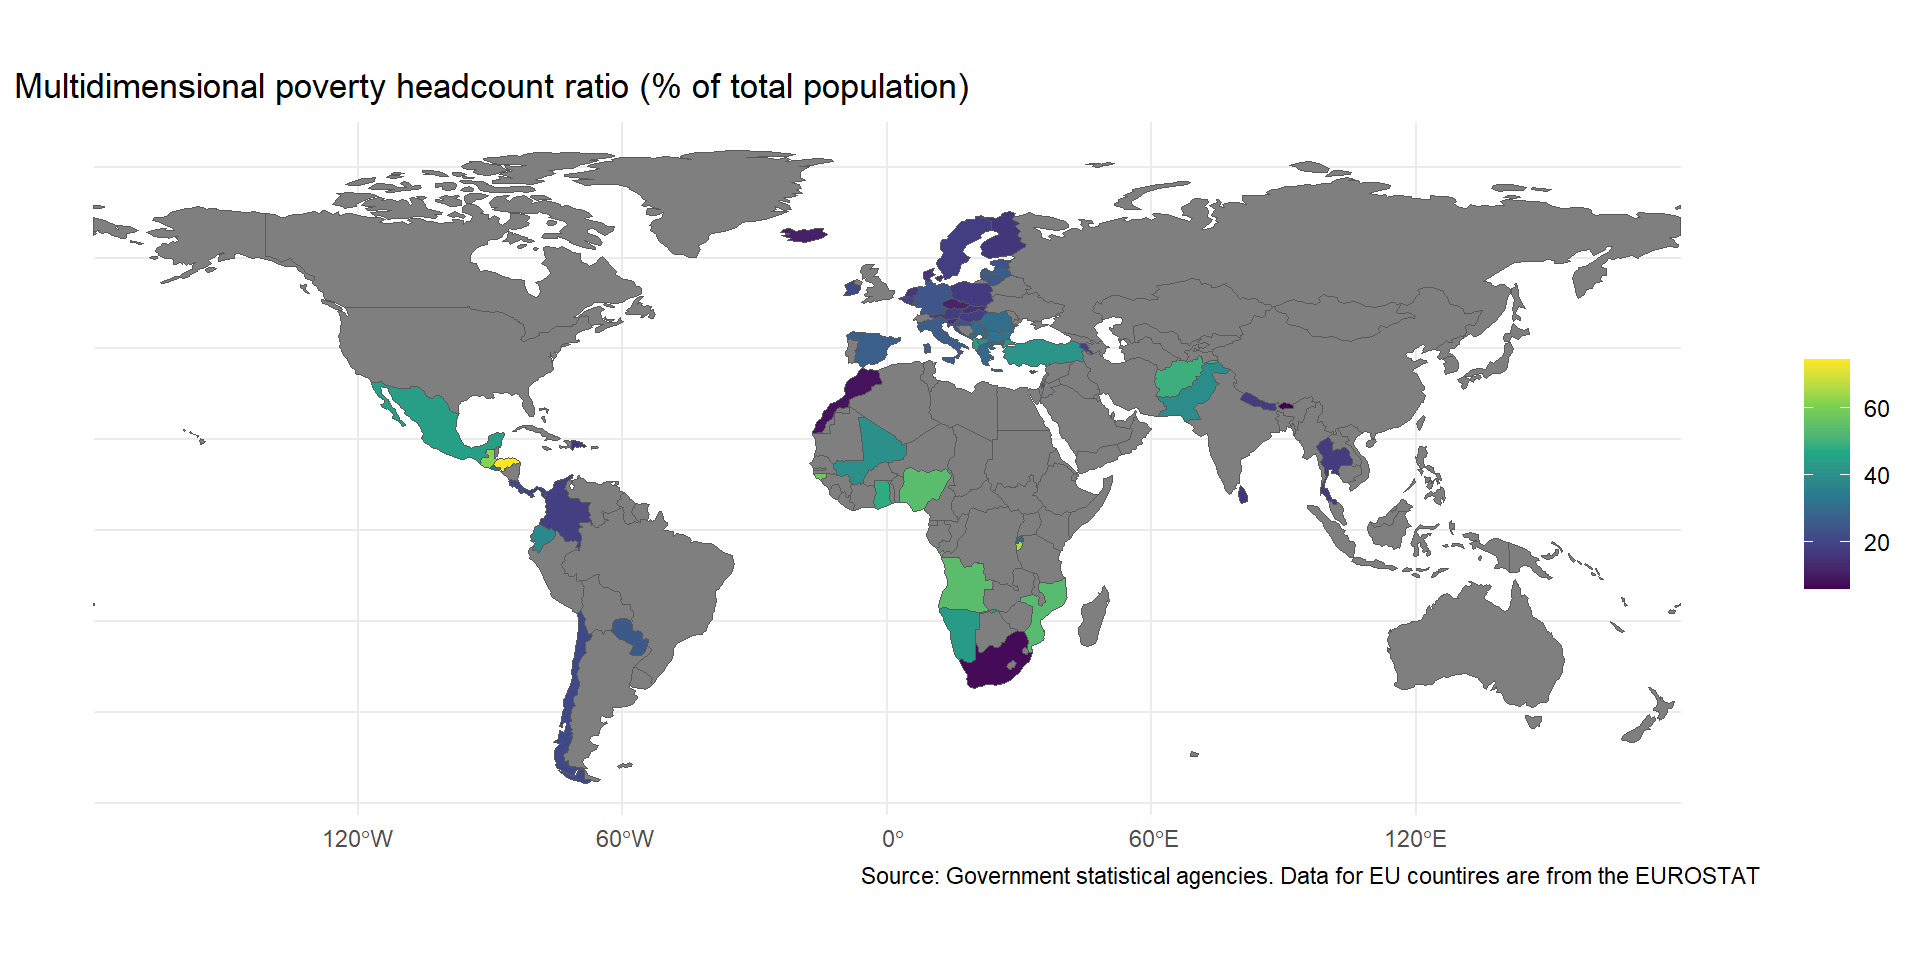 Multidimensional poverty headcount ratio (% of total population)
60
40
20
120°W 60°W 0° 60°E 120°E
Source: Government statistical agencies. Data for EU countires are from the EUROSTAT